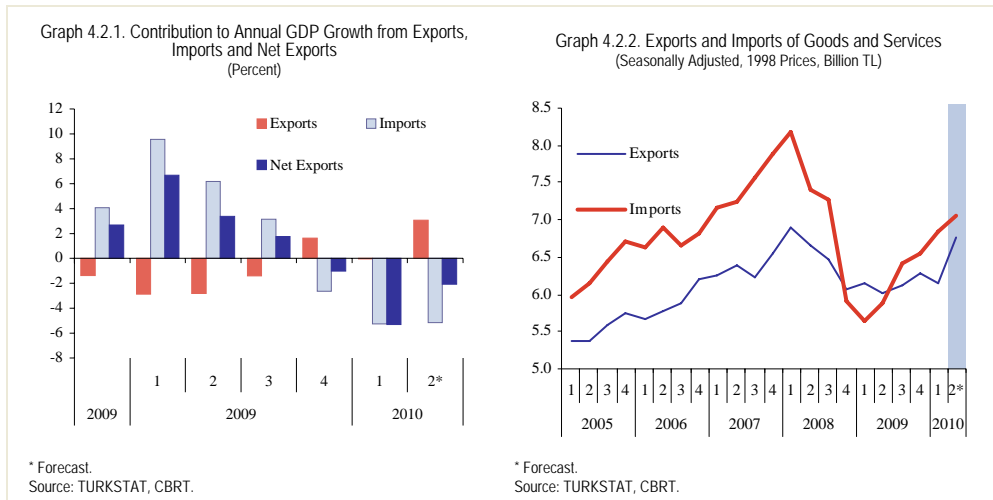 Graph 4.2.1. Contribution to Annual GDP Growth from Exports,
Imports and Net Exports
(Percent)
12
10
8
6
4
2
0
-2
-4
-6
-8
Exports
Imports
Net Exports
1
2
3
4
1
2*
2009
2009
2010
* Forecast.
Source: TURKSTAT, CBRT.
Graph 4.2.2. Exports and Imports of Goods and Services
(Seasonally Adjusted, 1998 Prices, Billion TL)
8.5
8.0
7.5
7.0
6.5
6.0
5.5
5.0
Exports
Imports
1 2 3 4 1 2 3 4 1 2 3 4 1 2 3 4 1 2 3 4 1 2*
2005 2006 2007 2008 2009 2010
* Forecast.
Source: TURKSTAT, CBRT.